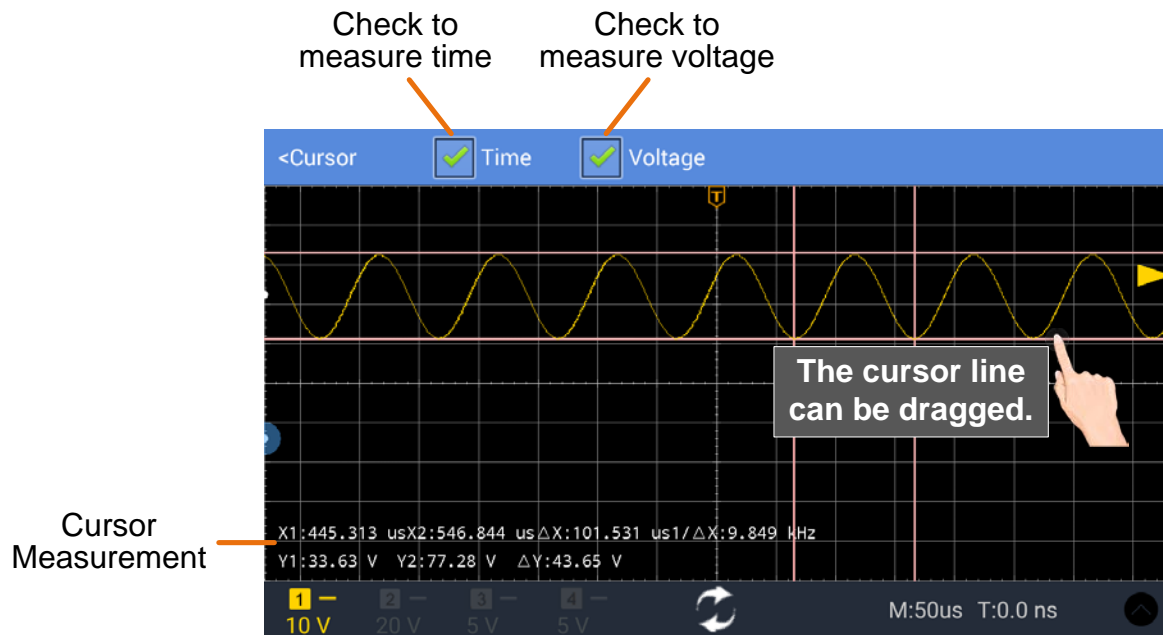 Check to
measure time
Check to
measure voltage
<Cursor
Time
Voltage
T
The cursor line
can be dragged.
Cursor
Measurement
X1:445.313 usX2:546.844 us△X:101.531 us1/△X:9.849 kHz
Y1:33.63 V Y2:77.28 V △Y:43.65 V
1 —
2 —
3 —
4 —
10 V
20 V
5 V
5 V
M:50us T:0.0 ns